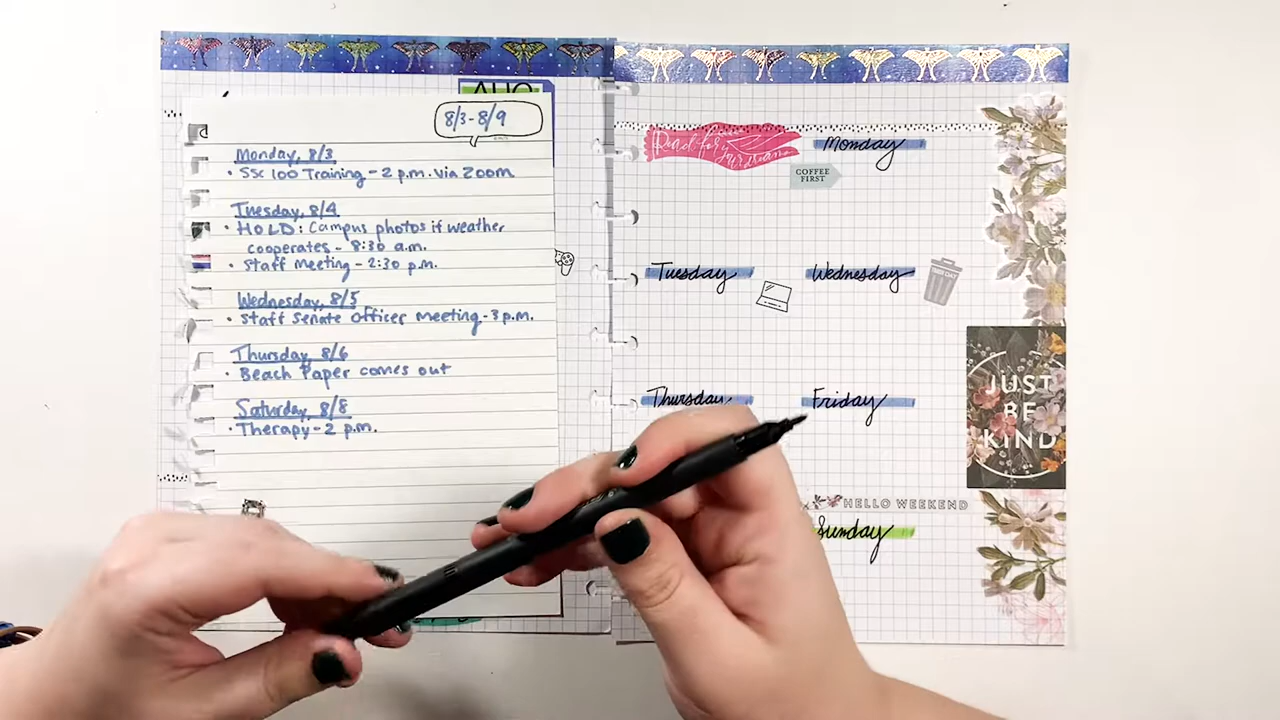 AUG
8/3-8/9
Monday, 8/3
• SSC 100 Training - 2 p.m. via Zoom
Tuesday, 8/4
• HOLD: Campus photos if weather
cooperates - 8:30 a.m.
• Staff meeting - 2:30 p.m.
Wednesday, 8/5
• Staff Senate Officer meeting - 3 p.m.
Thursday, 8/6
• Beach Paper comes out
Saturday, 8/8
• Therapy - 2 p.m.
Monday
COFFEE
FIRST
Tuesday
Wednesday
Thursday
Friday
JUST
BE
KIND
HELLO WEEKEND
Sunday